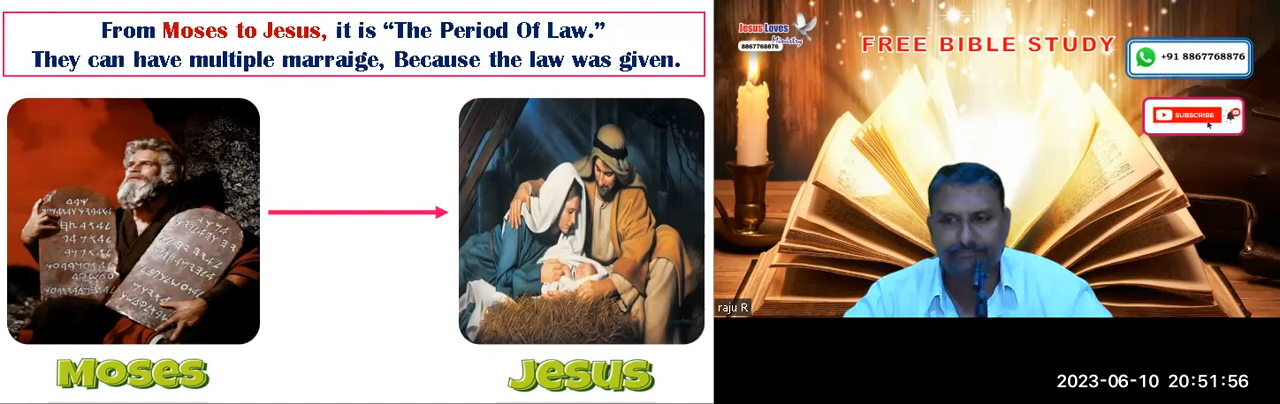 From Moses to Jesus, it is “The Period Of Law.”
They can have multiple marraige, Because the law was given.
Moses
Jesus
Jesus Loves
Ministry
8867768876
FREE BIBLE STUDY
+91 8867768876
SUBSCRIBE
raju R
2023-06-10 20:51:56